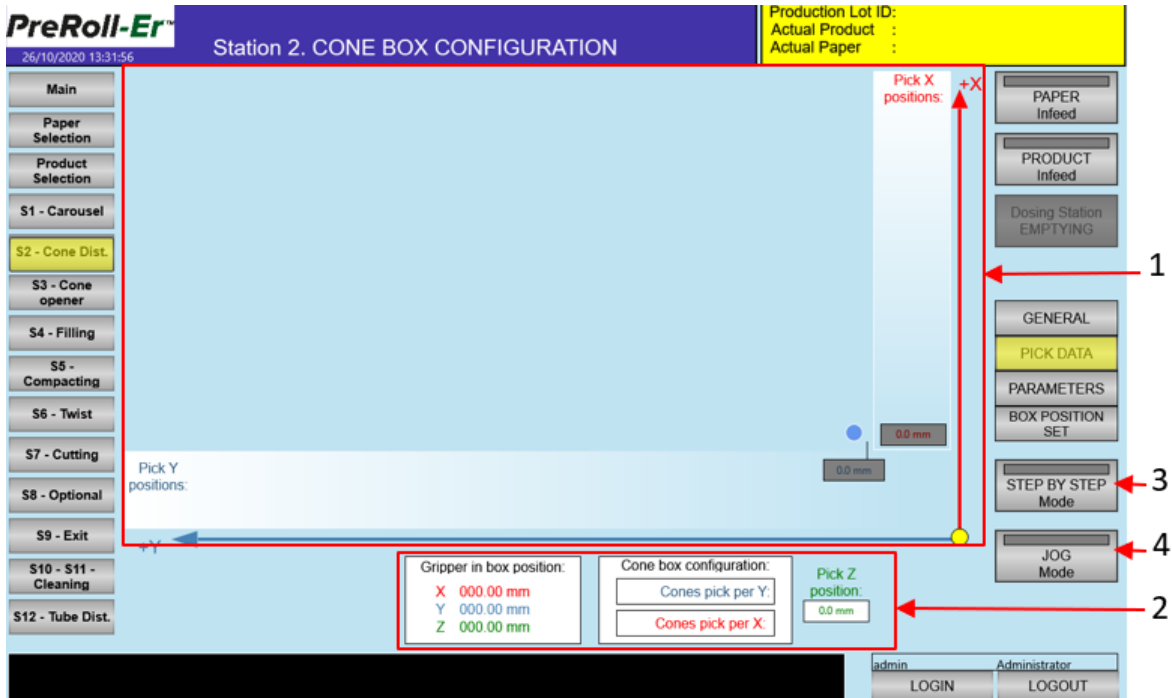 PreRoll-Er™
26/10/2020 13:31:56
Station 2. CONE BOX CONFIGURATION
Production Lot ID:
Actual Product :
Actual Paper :
Main
Paper
Selection
Product
Selection
S1 - Carousel
S2 - Cone Dist.
S3 - Cone
opener
S4 - Filling
S5 -
Compacting
S6 - Twist
S7 - Cutting
S8 - Optional
S9 - Exit
S10 - S11 -
Cleaning
S12 - Tube Dist.
Pick X
positions:
+X
0.0 mm
0.0 mm
Pick Y
positions:
+Y
Gripper in box position:
X 000.00 mm
Y 000.00 mm
Z 000.00 mm
Cone box configuration:
Cones pick per Y:
Cones pick per X:
Pick Z
position:
0.0 mm
PAPER
Infeed
PRODUCT
Infeed
Dosing Station
EMPTYING
GENERAL
PICK DATA
PARAMETERS
BOX POSITION
SET
STEP BY STEP
Mode
JOG
Mode
1
3
4
2
admin
Administrator
LOGIN
LOGOUT